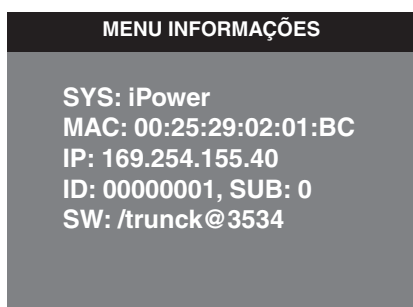 MENU INFORMAÇÕES
SYS: iPower
MAC: 00:25:29:02:01:BC
IP: 169.254.155.40
ID: 00000001, SUB: 0
SW: /trunck@3534